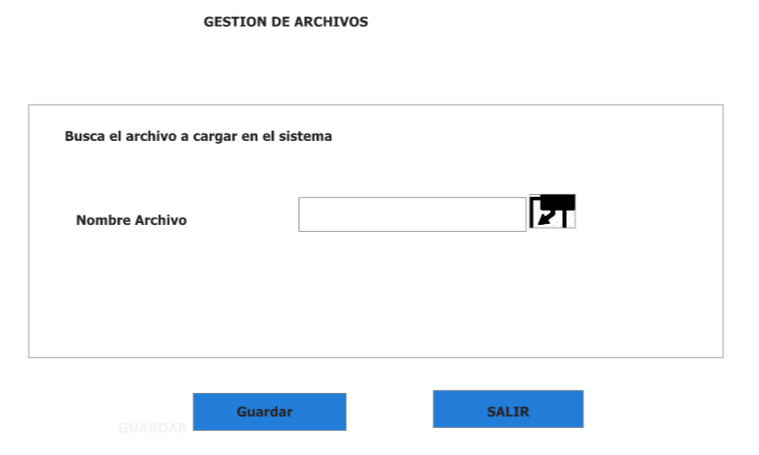 GESTION DE ARCHIVOS
Busca el archivo a cargar en el sistema
Nombre Archivo
Guardar
SALIR
GUARDAR